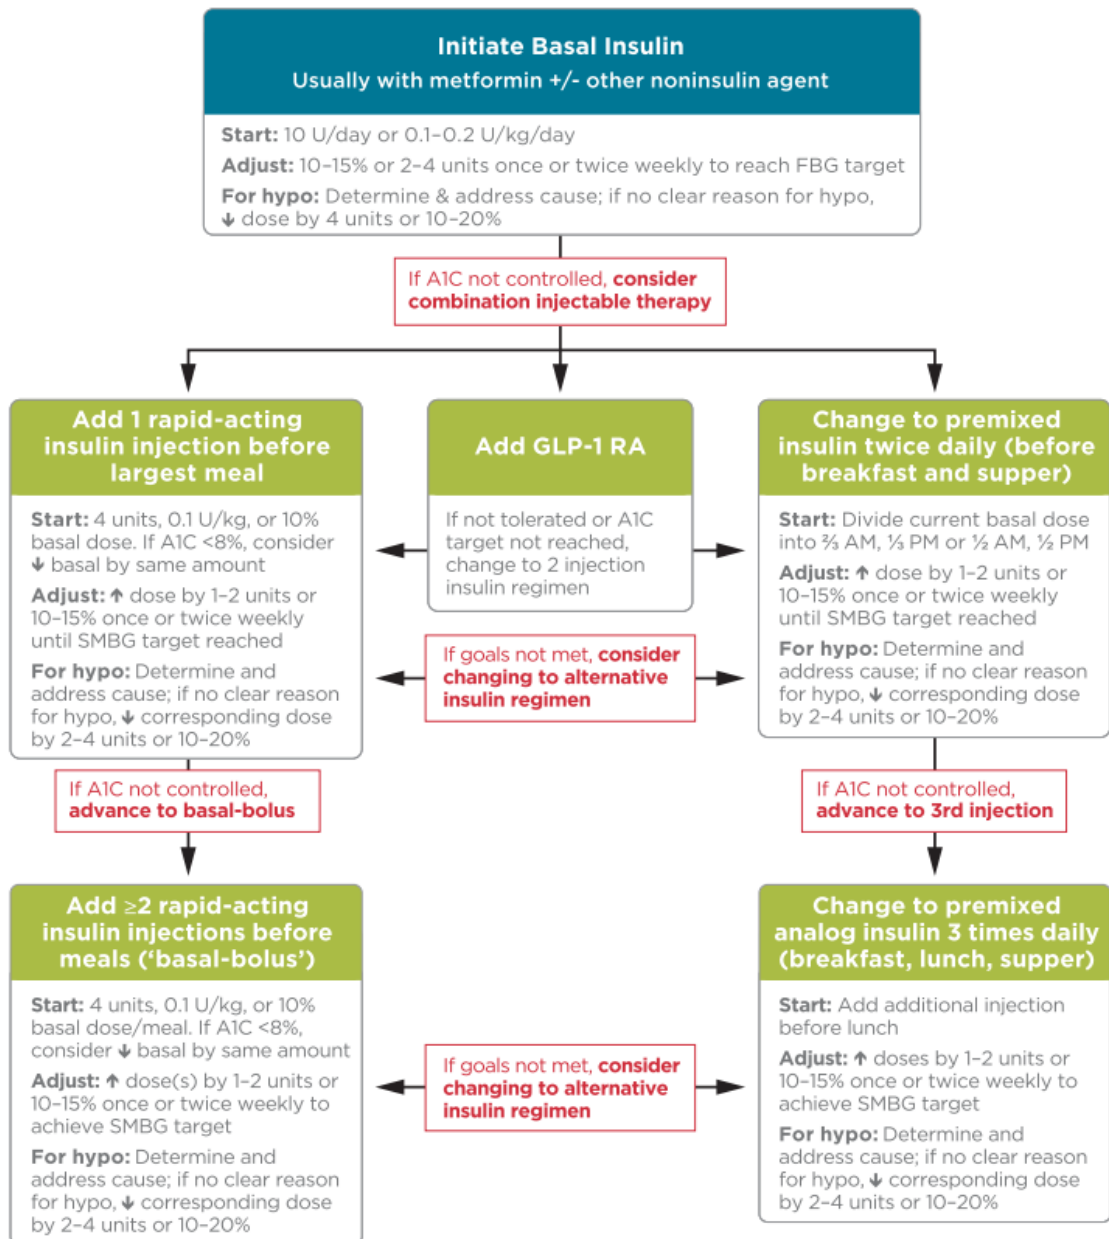 Initiate Basal Insulin
Usually with metformin +/- other noninsulin agent
Start: 10 U/day or 0.1–0.2 U/kg/day
Adjust: 10–15% or 2–4 units once or twice weekly to reach FBG target
For hypo: Determine & address cause; if no clear reason for hypo,
↓ dose by 4 units or 10–20%
If A1C not controlled, consider
combination injectable therapy
Add 1 rapid-acting
insulin injection before
largest meal
Start: 4 units, 0.1 U/kg, or 10%
basal dose. If A1C <8%, consider
↓ basal by same amount
Adjust: ↑ dose by 1–2 units or
10–15% once or twice weekly
until SMBG target reached
For hypo: Determine and
address cause; if no clear reason
for hypo, ↓ corresponding dose
by 2–4 units or 10–20%
Add GLP-1 RA
If not tolerated or A1C
target not reached,
change to 2 injection
insulin regimen
Change to premixed
insulin twice daily (before
breakfast and supper)
Start: Divide current basal dose
into ⅔ AM, ⅓ PM or ½ AM, ½ PM
Adjust: ↑ dose by 1–2 units or
10–15% once or twice weekly
until SMBG target reached
For hypo: Determine and
address cause; if no clear reason
for hypo, ↓ corresponding dose
by 2–4 units or 10–20%
If goals not met, consider
changing to alternative
insulin regimen
If A1C not controlled,
advance to basal-bolus
If A1C not controlled,
advance to 3rd injection
Add ≥2 rapid-acting
insulin injections before
meals (‘basal-bolus’)
Start: 4 units, 0.1 U/kg, or 10%
basal dose/meal. If A1C <8%,
consider ↓ basal by same amount
Adjust: ↑ dose(s) by 1–2 units or
10–15% once or twice weekly to
achieve SMBG target
For hypo: Determine and
address cause; if no clear reason
for hypo, ↓ corresponding dose
by 2–4 units or 10–20%
If goals not met, consider
changing to alternative
insulin regimen
Change to premixed
analog insulin 3 times daily
(breakfast, lunch, supper)
Start: Add additional injection
before lunch
Adjust: ↑ doses by 1–2 units or
10–15% once or twice weekly to
achieve SMBG target
For hypo: Determine and
address cause; if no clear reason
for hypo, ↓ corresponding dose
by 2–4 units or 10–20%